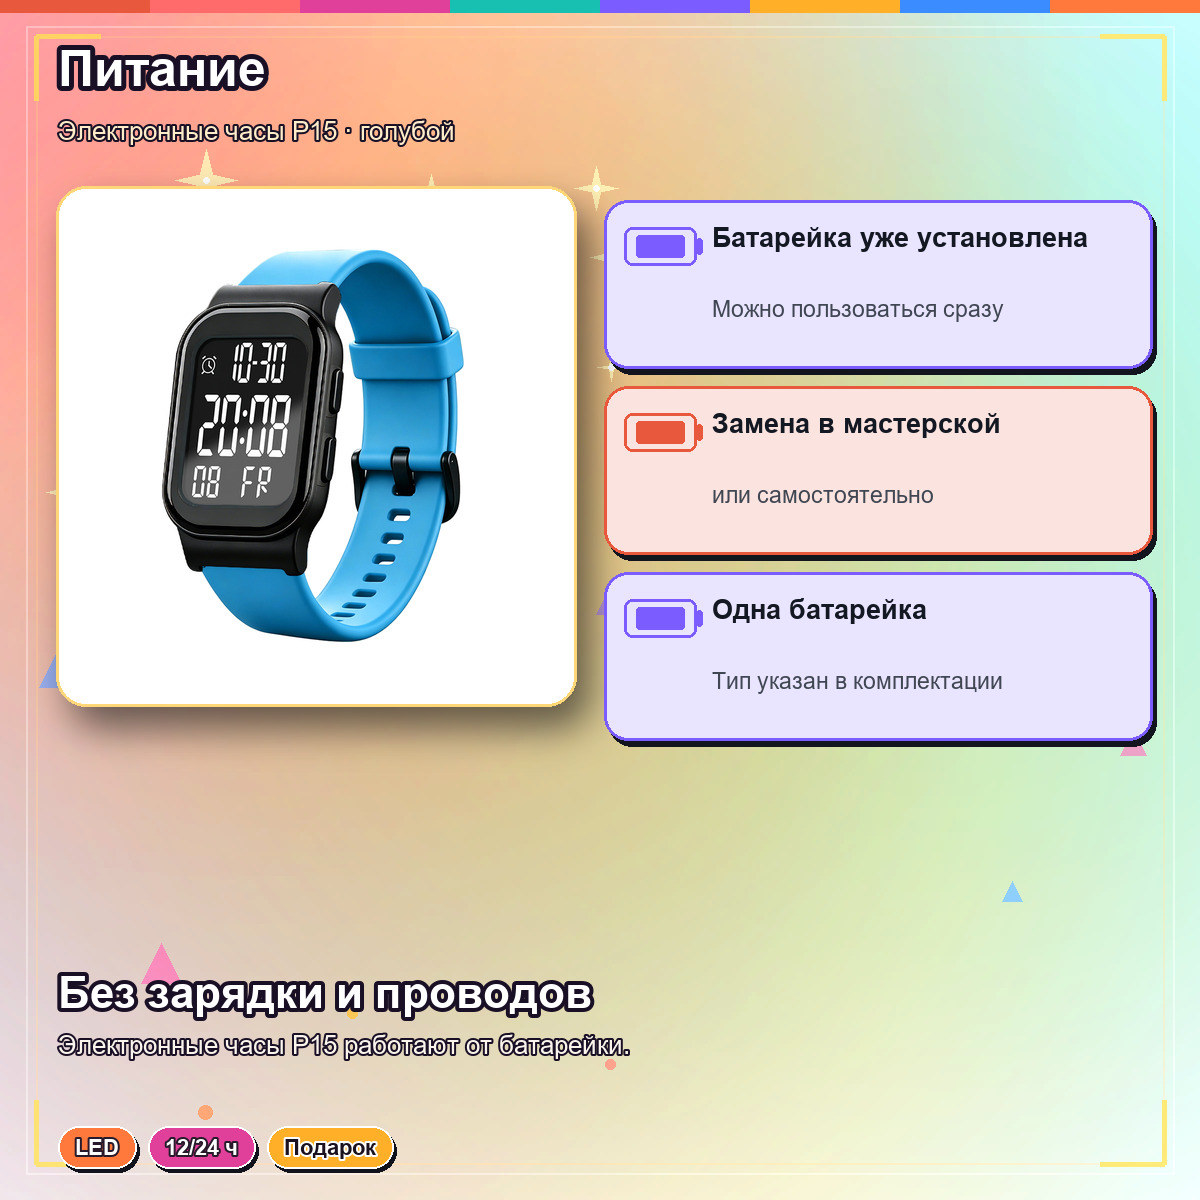 Питание
Электронные часы P15 · голубой
10:30
20:08
08 FR
Батарейка уже установлена
Можно пользоваться сразу
Замена в мастерской
или самостоятельно
Одна батарейка
Тип указан в комплектации
Без зарядки и проводов
Электронные часы P15 работают от батарейки.
LED
12/24 ч
Подарок